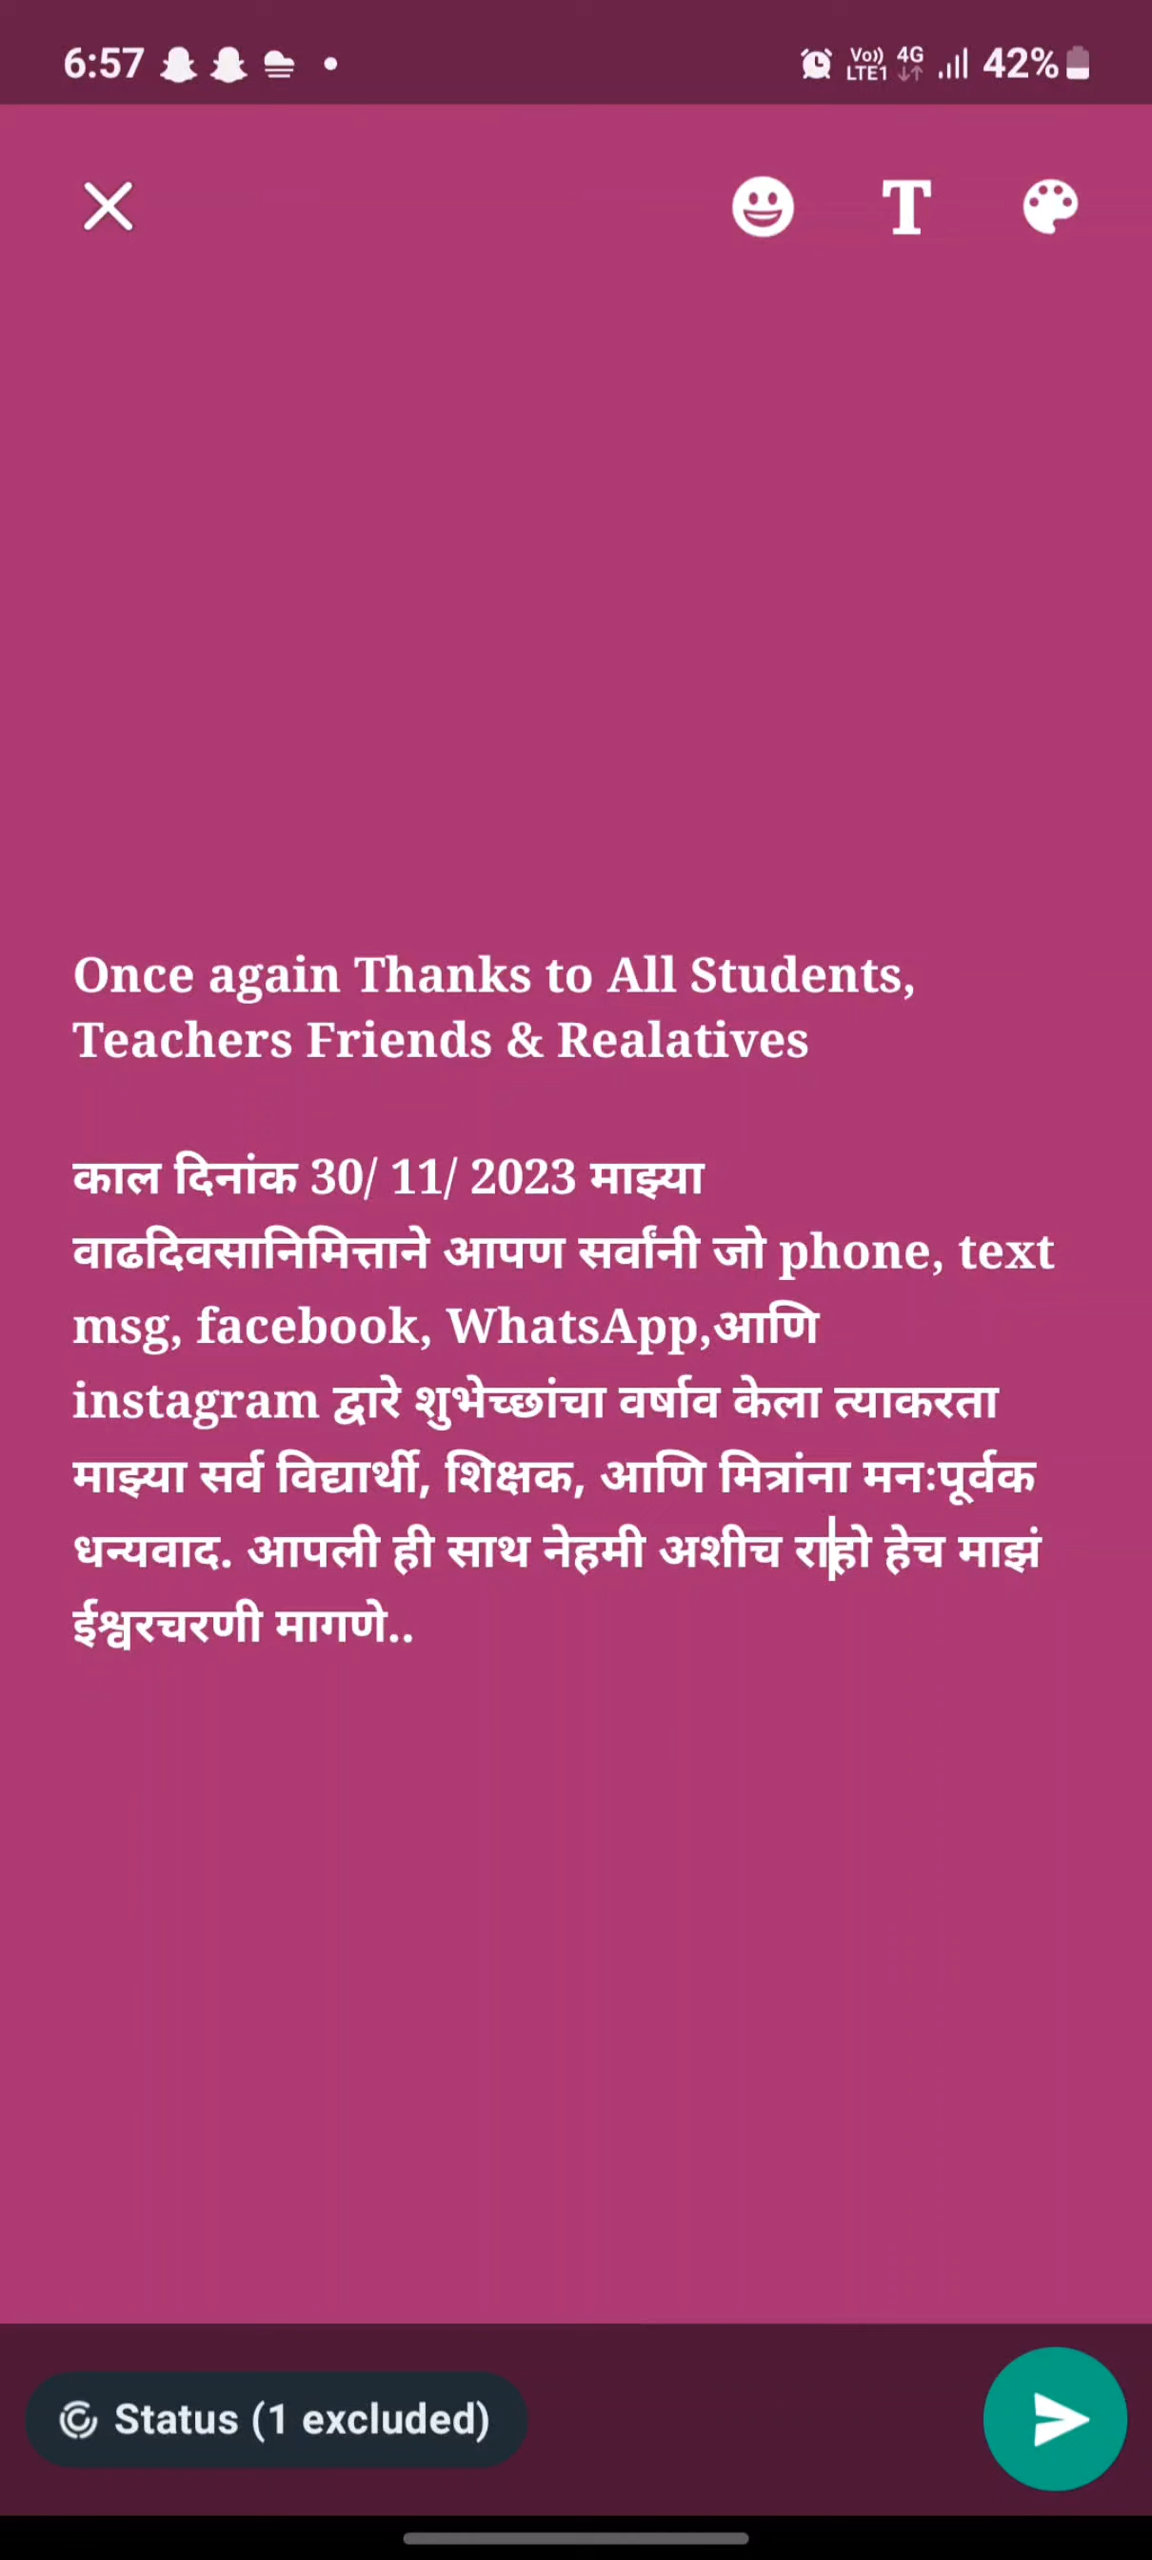 6:57
Vo)) LTE1 4G 42%
T
Once again Thanks to All Students,
Teachers Friends & Realatives
काल दिनांक 30/ 11/ 2023 माझ्या
वाढदिवसानिमित्ताने आपण सर्वांनी जो phone, text
msg, facebook, WhatsApp,आणि
instagram द्वारे शुभेच्छांचा वर्षाव केला त्याकरता
माझ्या सर्व विद्यार्थी, शिक्षक, आणि मित्रांना मनःपूर्वक
धन्यवाद. आपली ही साथ नेहमी अशीच राहो हेच माझं
ईश्वरचरणी मागणे..
Status (1 excluded)